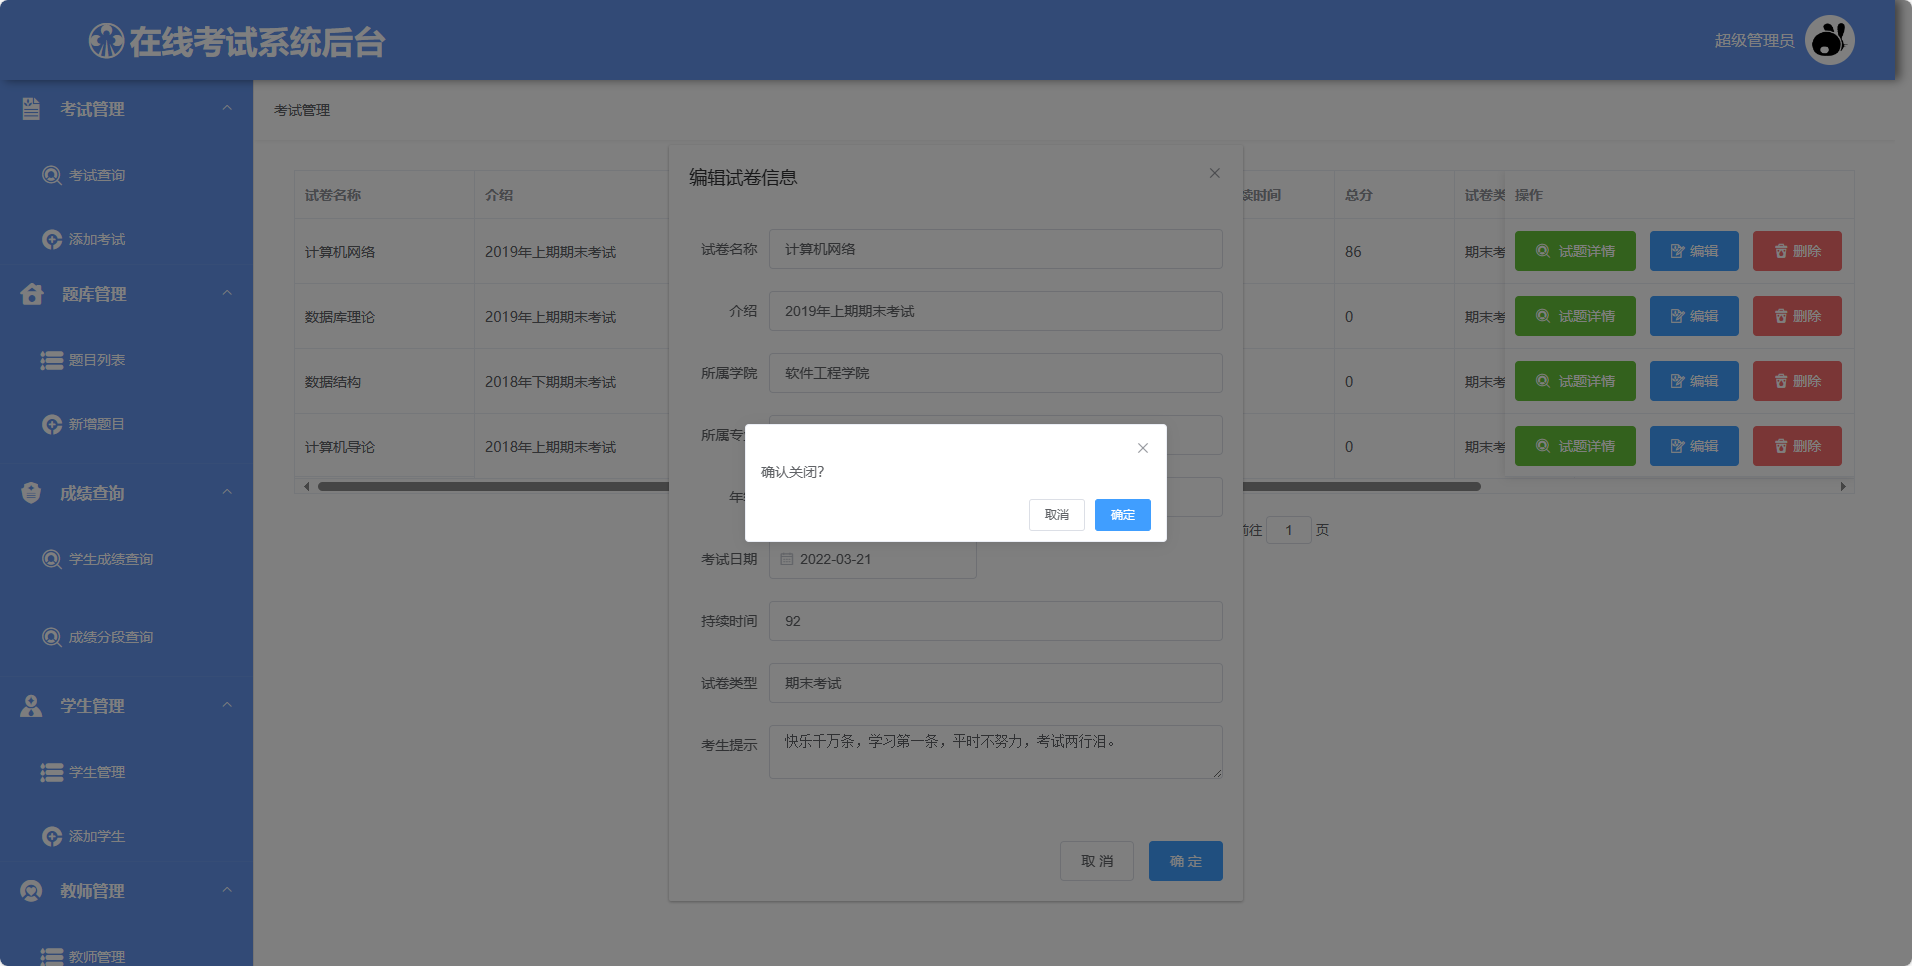 在线考试系统后台
超级管理员
考试管理
考试查询
添加考试
题库管理
题目列表
新增题目
成绩查询
学生成绩查询
成绩分段查询
学生管理
学生管理
添加学生
教师管理
教师管理
考试管理
试卷名称 介绍 续时间 总分 试卷类 操作
计算机网络 2019年上期期末考试 86 期末考 试题详情 编辑 删除
数据库理论 2019年上期期末考试 0 期末考 试题详情 编辑 删除
数据结构 2018年下期期末考试 0 期末考 试题详情 编辑 删除
计算机导论 2018年上期期末考试 0 期末考 试题详情 编辑 删除
前往 1 页
编辑试卷信息
试卷名称 计算机网络
介绍 2019年上期期末考试
所属学院 软件工程学院
所属专
年
考试日期 2022-03-21
持续时间 92
试卷类型 期末考试
考生提示 快乐千万条，学习第一条，平时不努力，考试两行泪。
取 消 确 定
确认关闭?
取消 确定